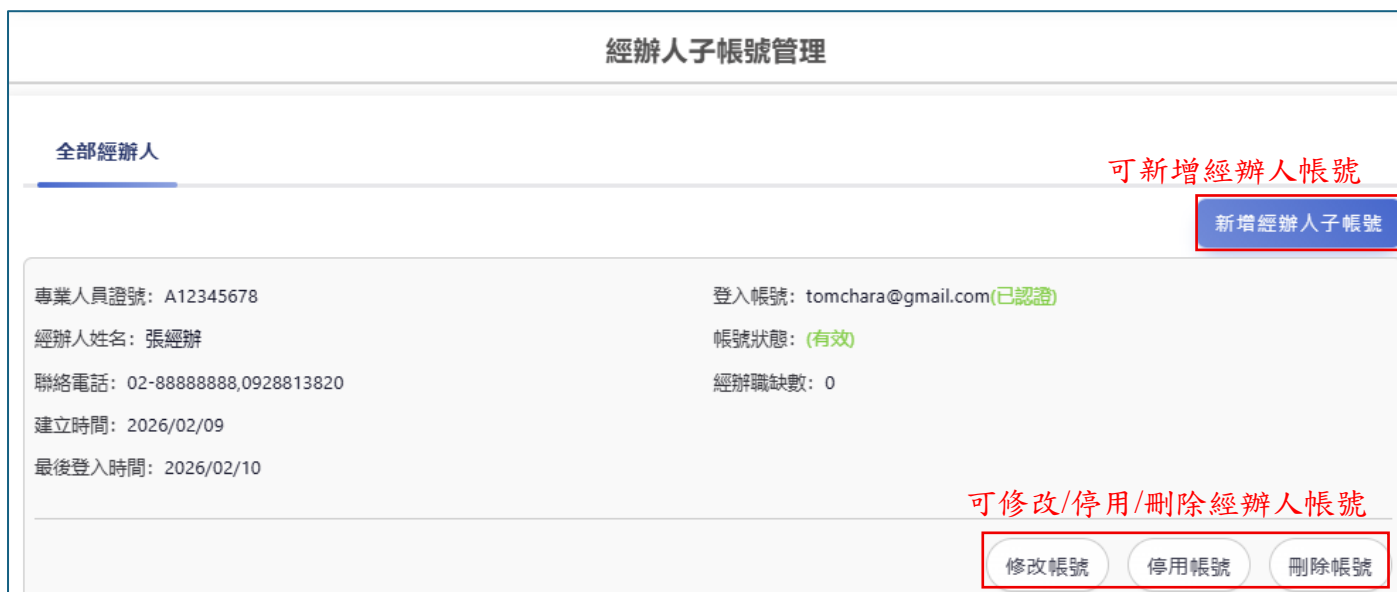 經辦人子帳號管理
全部經辦人
可新增經辦人帳號
新增經辦人子帳號
專業人員證號：A12345678
登入帳號：tomchara@gmail.com(已認證)
經辦人姓名：張經辦
帳號狀態：(有效)
聯絡電話：02-88888888,0928813820
經辦職缺數：0
建立時間：2026/02/09
最後登入時間：2026/02/10
可修改/停用/刪除經辦人帳號
修改帳號 停用帳號 刪除帳號